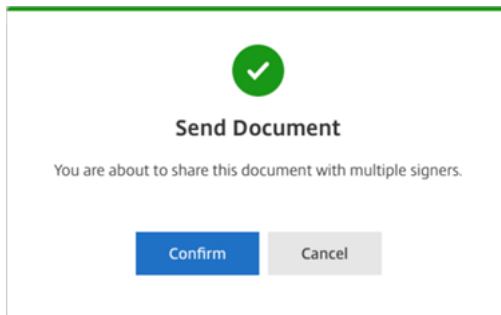 Send Document
You are about to share this document with multiple signers.
Confirm
Cancel